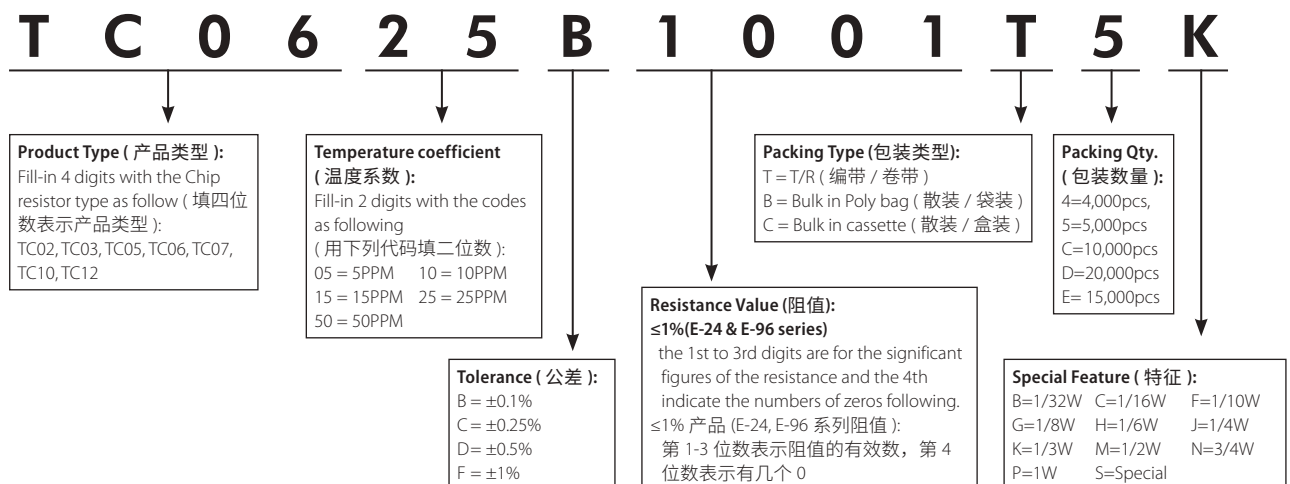 T C 0 6 2 5 B 1 0 0 1 T 5 K
Product Type ( 产品类型 ):
Fill-in 4 digits with the Chip
resistor type as follow ( 填四位
数表示产品类型 ):
TC02, TC03, TC05, TC06, TC07,
TC10, TC12
Temperature coefficient
( 温度系数 ):
Fill-in 2 digits with the codes
as following
( 用下列代码填二位数 ):
05 = 5PPM 10 = 10PPM
15 = 15PPM 25 = 25PPM
50 = 50PPM
Tolerance ( 公差 ):
B = ±0.1%
C = ±0.25%
D= ±0.5%
F = ±1%
Resistance Value (阻值):
≤1%(E-24 & E-96 series)
the 1st to 3rd digits are for the significant
figures of the resistance and the 4th
indicate the numbers of zeros following.
≤1% 产品 (E-24, E-96 系列阻值 ):
第 1-3 位数表示阻值的有效数，第 4
位数表示有几个 0
Packing Type (包装类型):
T = T/R ( 编带 / 卷带 )
B = Bulk in Poly bag ( 散装 / 袋装 )
C = Bulk in cassette ( 散装 / 盒装 )
Packing Qty.
( 包装数量 ):
4=4,000pcs,
5=5,000pcs
C=10,000pcs
D=20,000pcs
E= 15,000pcs
Special Feature ( 特征 ):
B=1/32W C=1/16W F=1/10W
G=1/8W H=1/6W J=1/4W
K=1/3W M=1/2W N=3/4W
P=1W S=Special